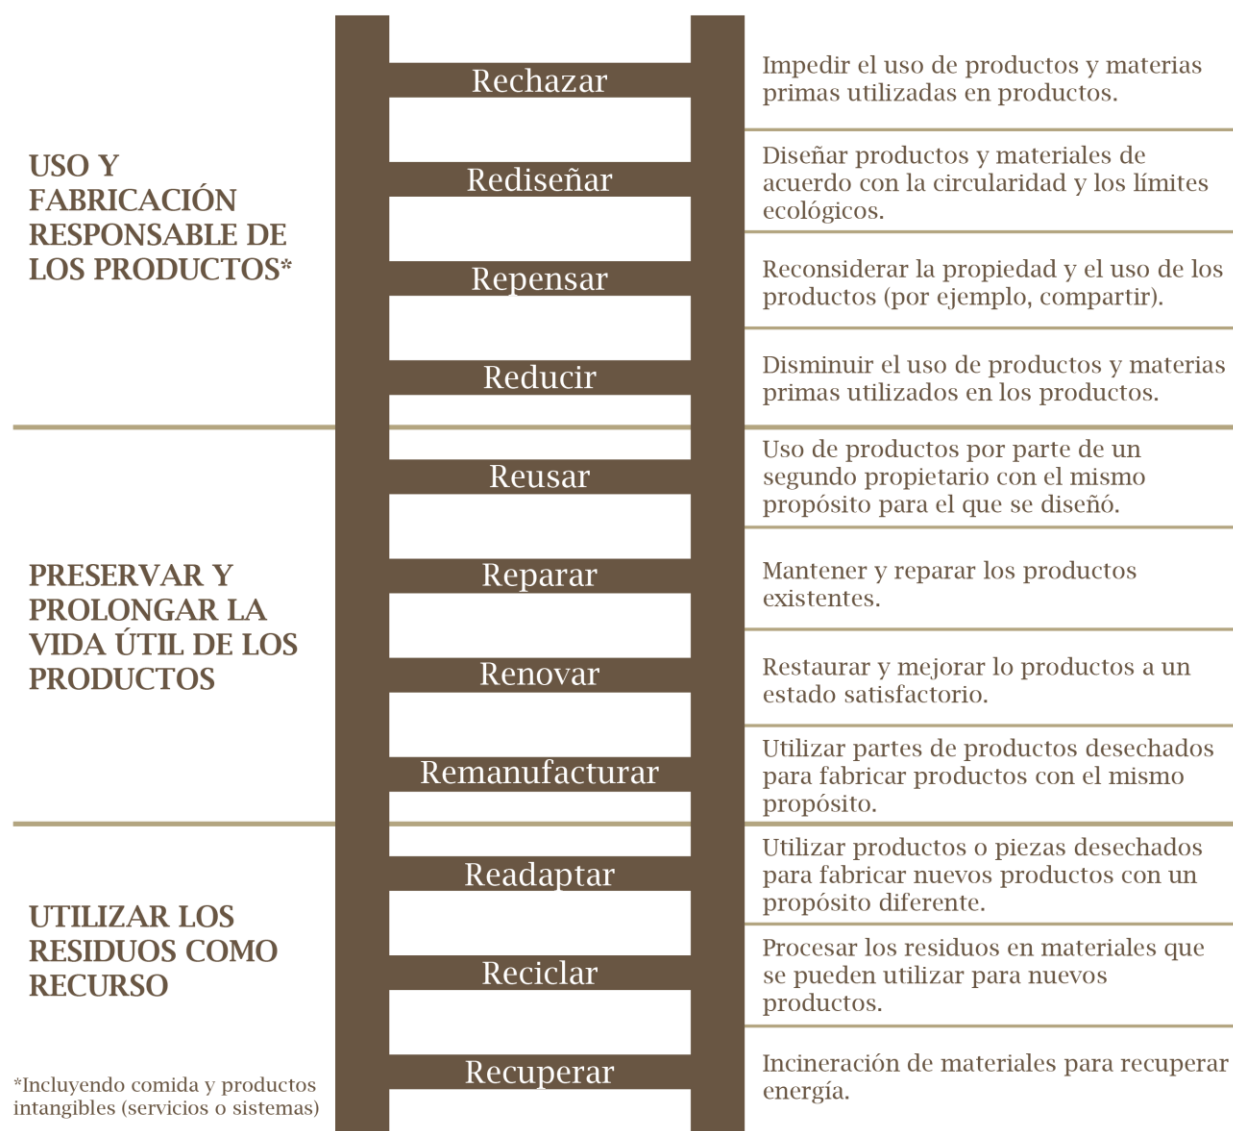 USO Y
FABRICACIÓN
RESPONSABLE DE
LOS PRODUCTOS*
Rechazar
Impedir el uso de productos y materias
primas utilizadas en productos.
Rediseñar
Diseñar productos y materiales de
acuerdo con la circularidad y los límites
ecológicos.
Repensar
Reconsiderar la propiedad y el uso de los
productos (por ejemplo, compartir).
Reducir
Disminuir el uso de productos y materias
primas utilizados en los productos.
PRESERVAR Y
PROLONGAR LA
VIDA ÚTIL DE LOS
PRODUCTOS
Reusar
Uso de productos por parte de un
segundo propietario con el mismo
propósito para el que se diseñó.
Reparar
Mantener y reparar los productos
existentes.
Renovar
Restaurar y mejorar lo productos a un
estado satisfactorio.
Remanufacturar
Utilizar partes de productos desechados
para fabricar productos con el mismo
propósito.
UTILIZAR LOS
RESIDUOS COMO
RECURSO
Readaptar
Utilizar productos o piezas desechados
para fabricar nuevos productos con un
propósito diferente.
Reciclar
Procesar los residuos en materiales que
se pueden utilizar para nuevos
productos.
Recuperar
Incineración de materiales para recuperar
energía.
*Incluyendo comida y productos
intangibles (servicios o sistemas)